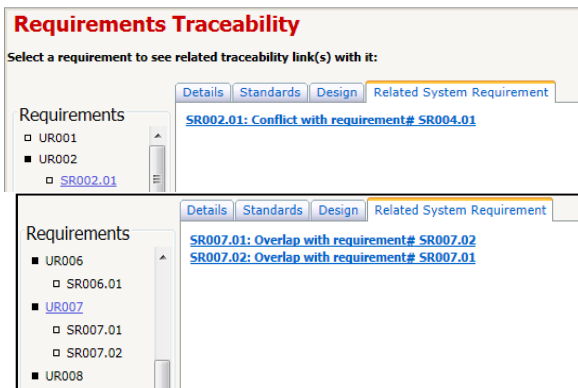 Requirements Traceability
Select a requirement to see related traceability link(s) with it:
Details Standards Design Related System Requirement
Requirements
UR001
UR002
SR002.01
SR002.01: Conflict with requirement# SR004.01
Details Standards Design Related System Requirement
Requirements
UR006
SR006.01
UR007
SR007.01
SR007.02
UR008
SR007.01: Overlap with requirement# SR007.02
SR007.02: Overlap with requirement# SR007.01